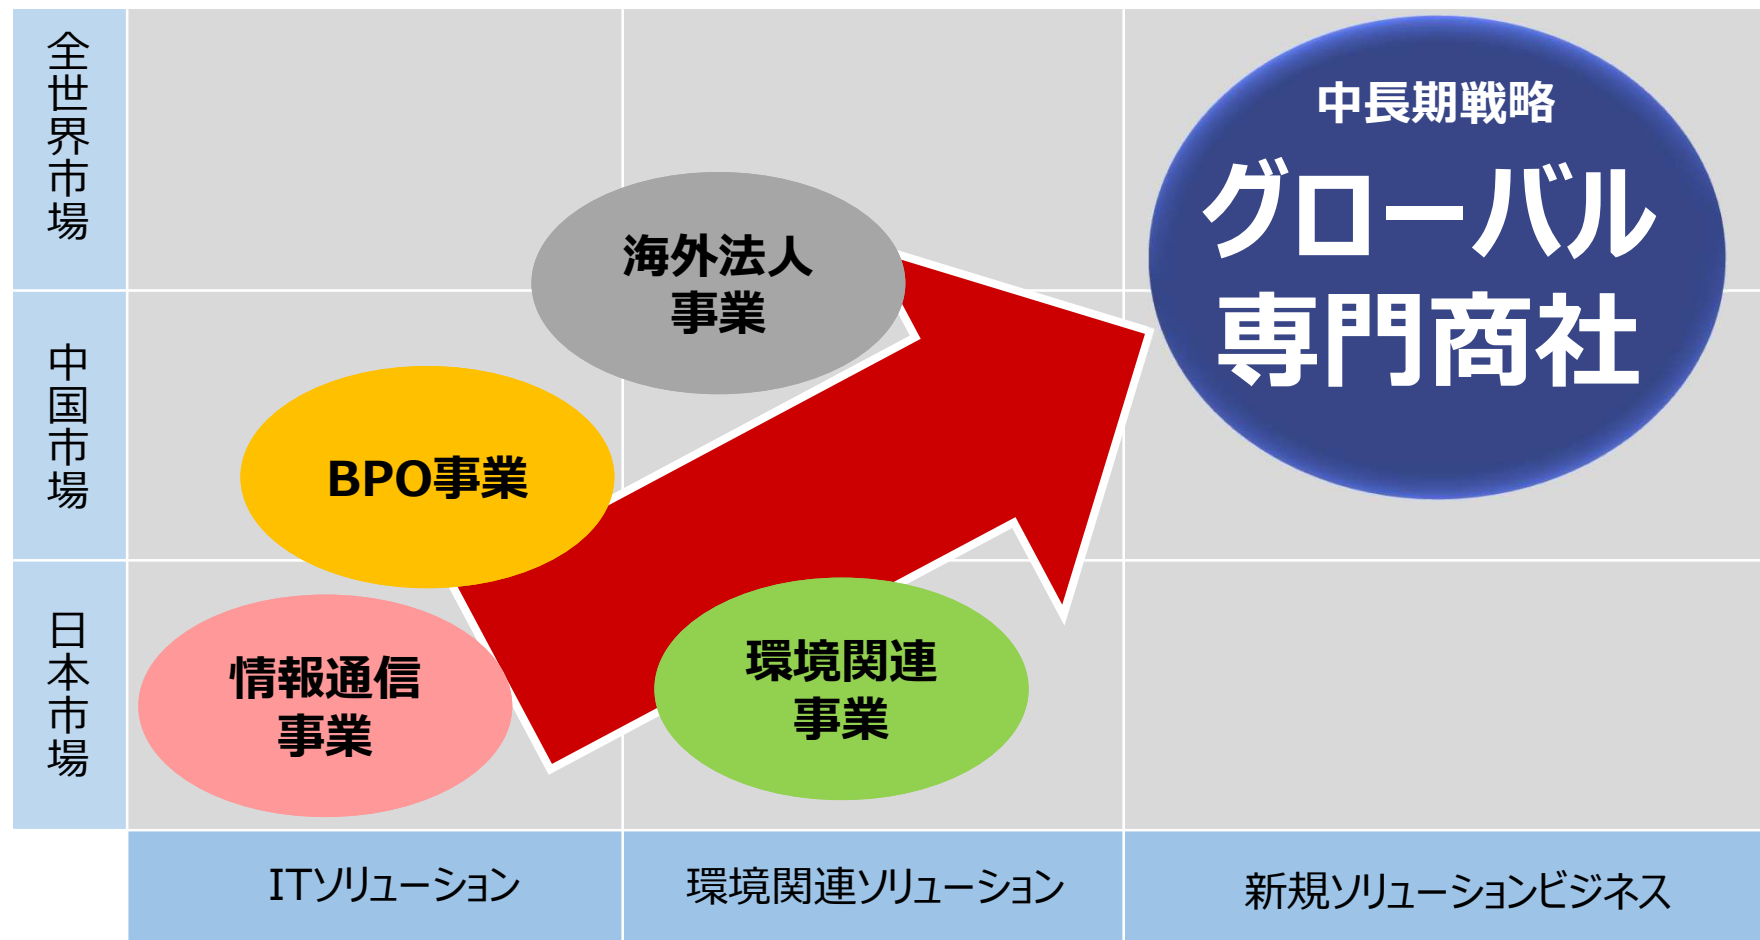 全世界市場
中長期戦略
グローバル
専門商社
海外法人
事業
中国市場
BPO事業
日本市場
情報通信
事業
環境関連
事業
ITソリューション
環境関連ソリューション
新規ソリューションビジネス